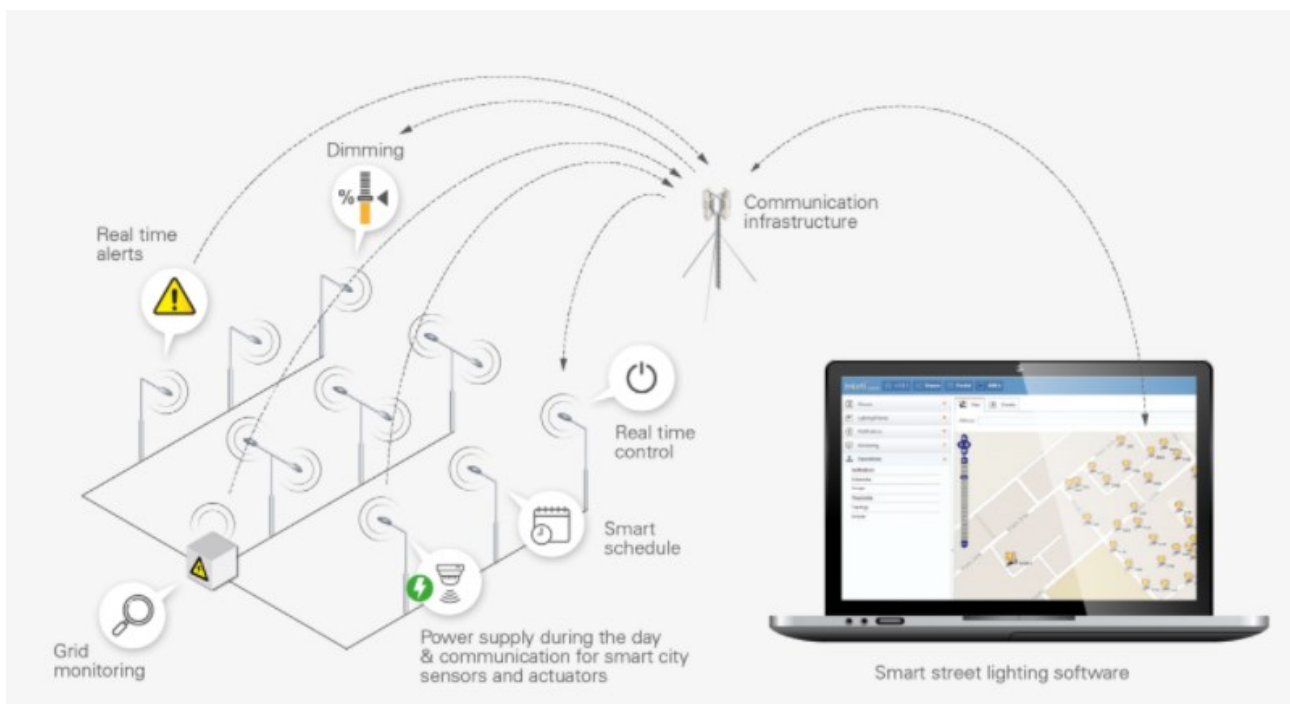 Dimming
%
Real time
alerts
Communication
infrastructure
Real time
control
Smart
schedule
Grid
monitoring
Power supply during the day
& communication for smart city
sensors and actuators
Smart street lighting software